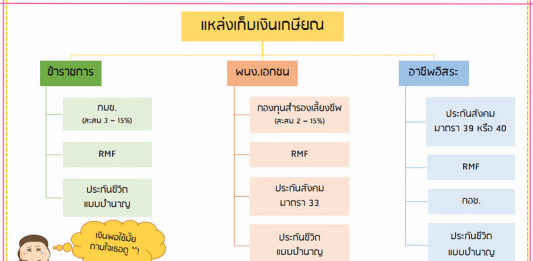 แหล่งเก็บเงินเกษียณ
ข้าราชการ
กบข.
(สะสม 3 – 15%)
RMF
ประกันชีวิต
แบบบำนาญ
พนง.เอกชน
กองทุนสำรองเลี้ยงชีพ
(สะสม 2 – 15%)
RMF
ประกันสังคม
มาตรา 33
ประกันชีวิต
แบบบำนาญ
อาชีพอิสระ
ประกันสังคม
มาตรา 39 หรือ 40
RMF
กอช.
ประกันชีวิต
แบบบำนาญ
เงินพอใช้มั้ย
ถามใจเธอดู ^^!